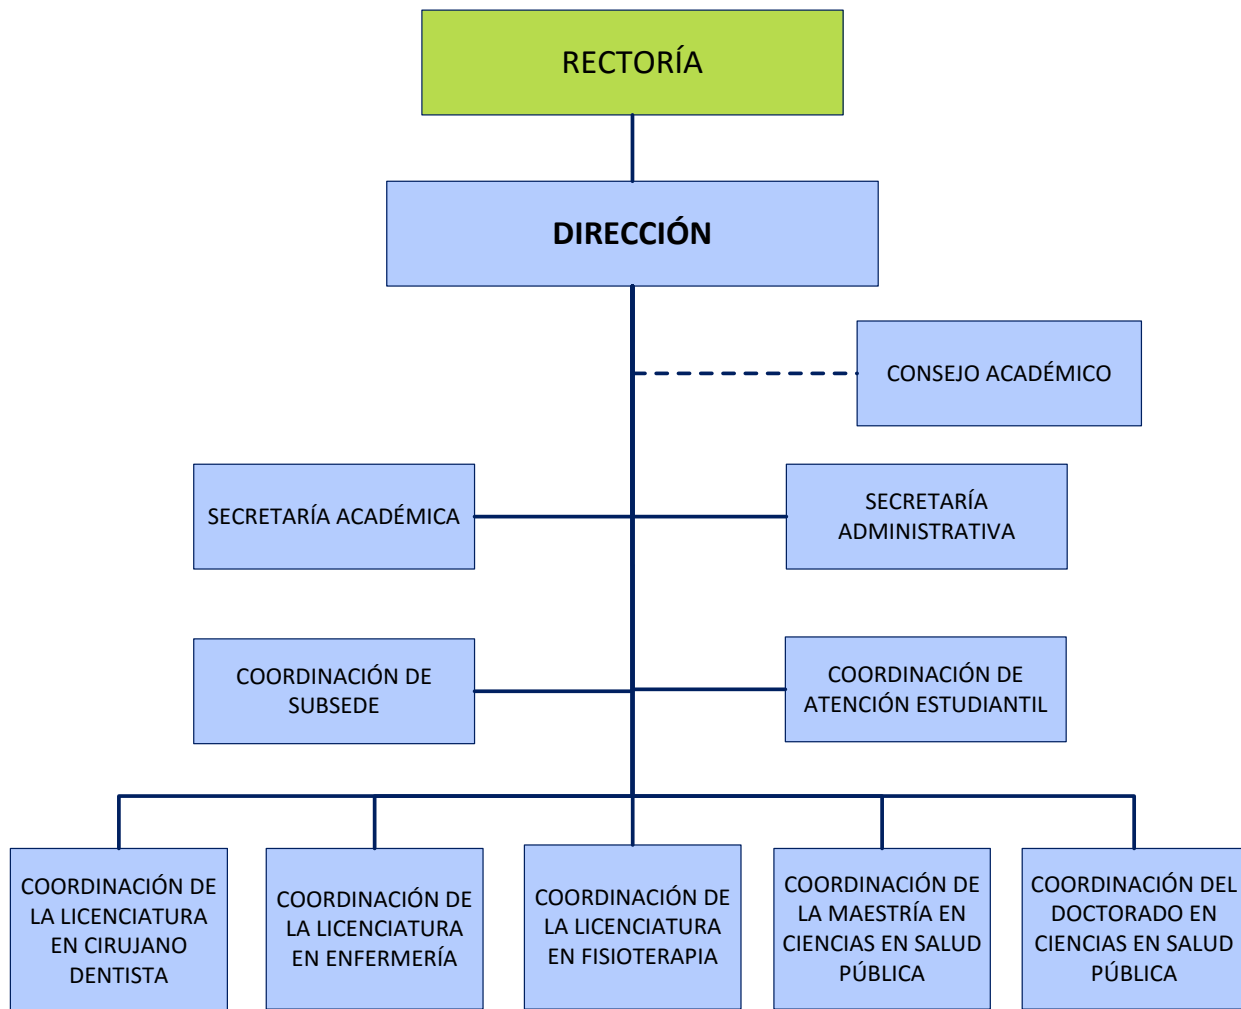 RECTORÍA
DIRECCIÓN
CONSEJO ACADÉMICO
SECRETARÍA ACADÉMICA
SECRETARÍA
ADMINISTRATIVA
COORDINACIÓN DE
SUBSEDE
COORDINACIÓN DE
ATENCIÓN ESTUDIANTIL
COORDINACIÓN DE
LA LICENCIATURA
EN CIRUJANO
DENTISTA
COORDINACIÓN DE
LA LICENCIATURA
EN ENFERMERÍA
COORDINACIÓN DE
LA LICENCIATURA
EN FISIOTERAPIA
COORDINACIÓN DE
LA MAESTRÍA EN
CIENCIAS EN SALUD
PÚBLICA
COORDINACIÓN DEL
DOCTORADO EN
CIENCIAS EN SALUD
PÚBLICA